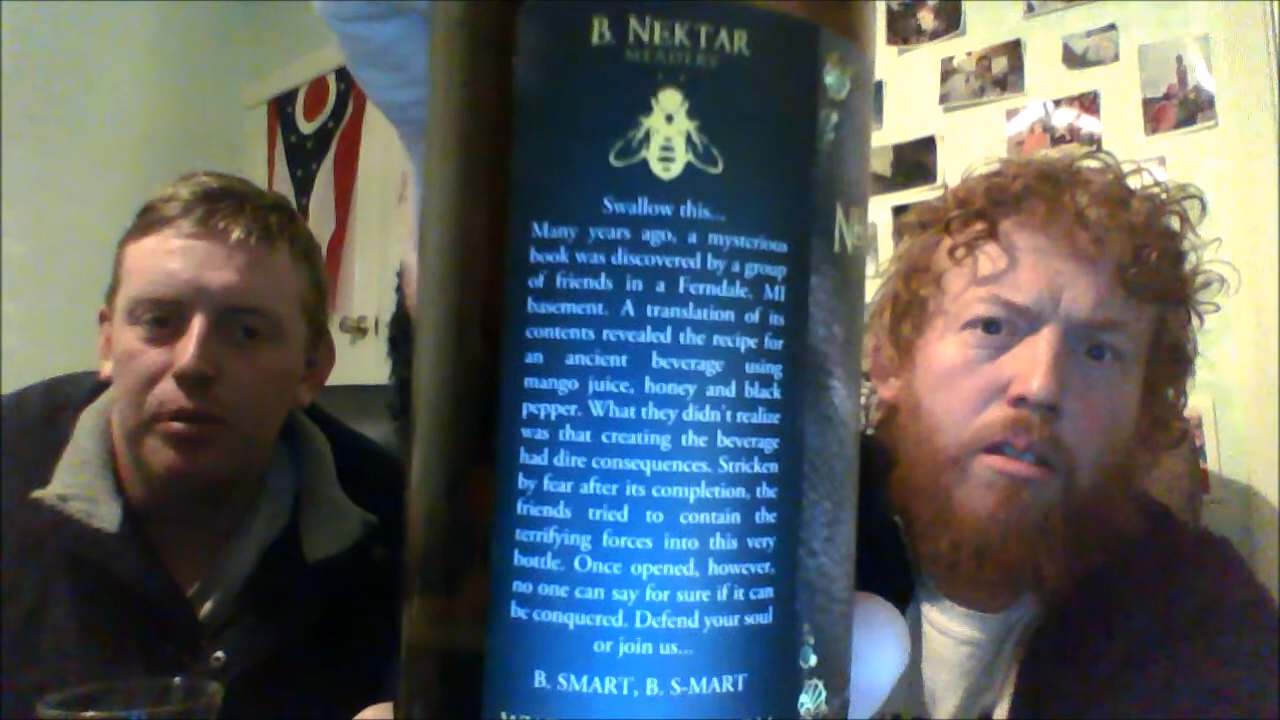 B. NEKTAR
MEADERY
Swallow this...
Many years ago, a mysterious
book was discovered by a group
of friends in a Ferndale, MI
basement. A translation of its
contents revealed the recipe for
an ancient beverage using
mango juice, honey and black
pepper. What they didn't realize
was that creating the beverage
had dire consequences. Stricken
by fear after its completion, the
friends tried to contain the
terrifying forces into this very
bottle. Once opened, however,
no one can say for sure if it can
be conquered. Defend your soul
or join us...
B. SMART, B. S-MART